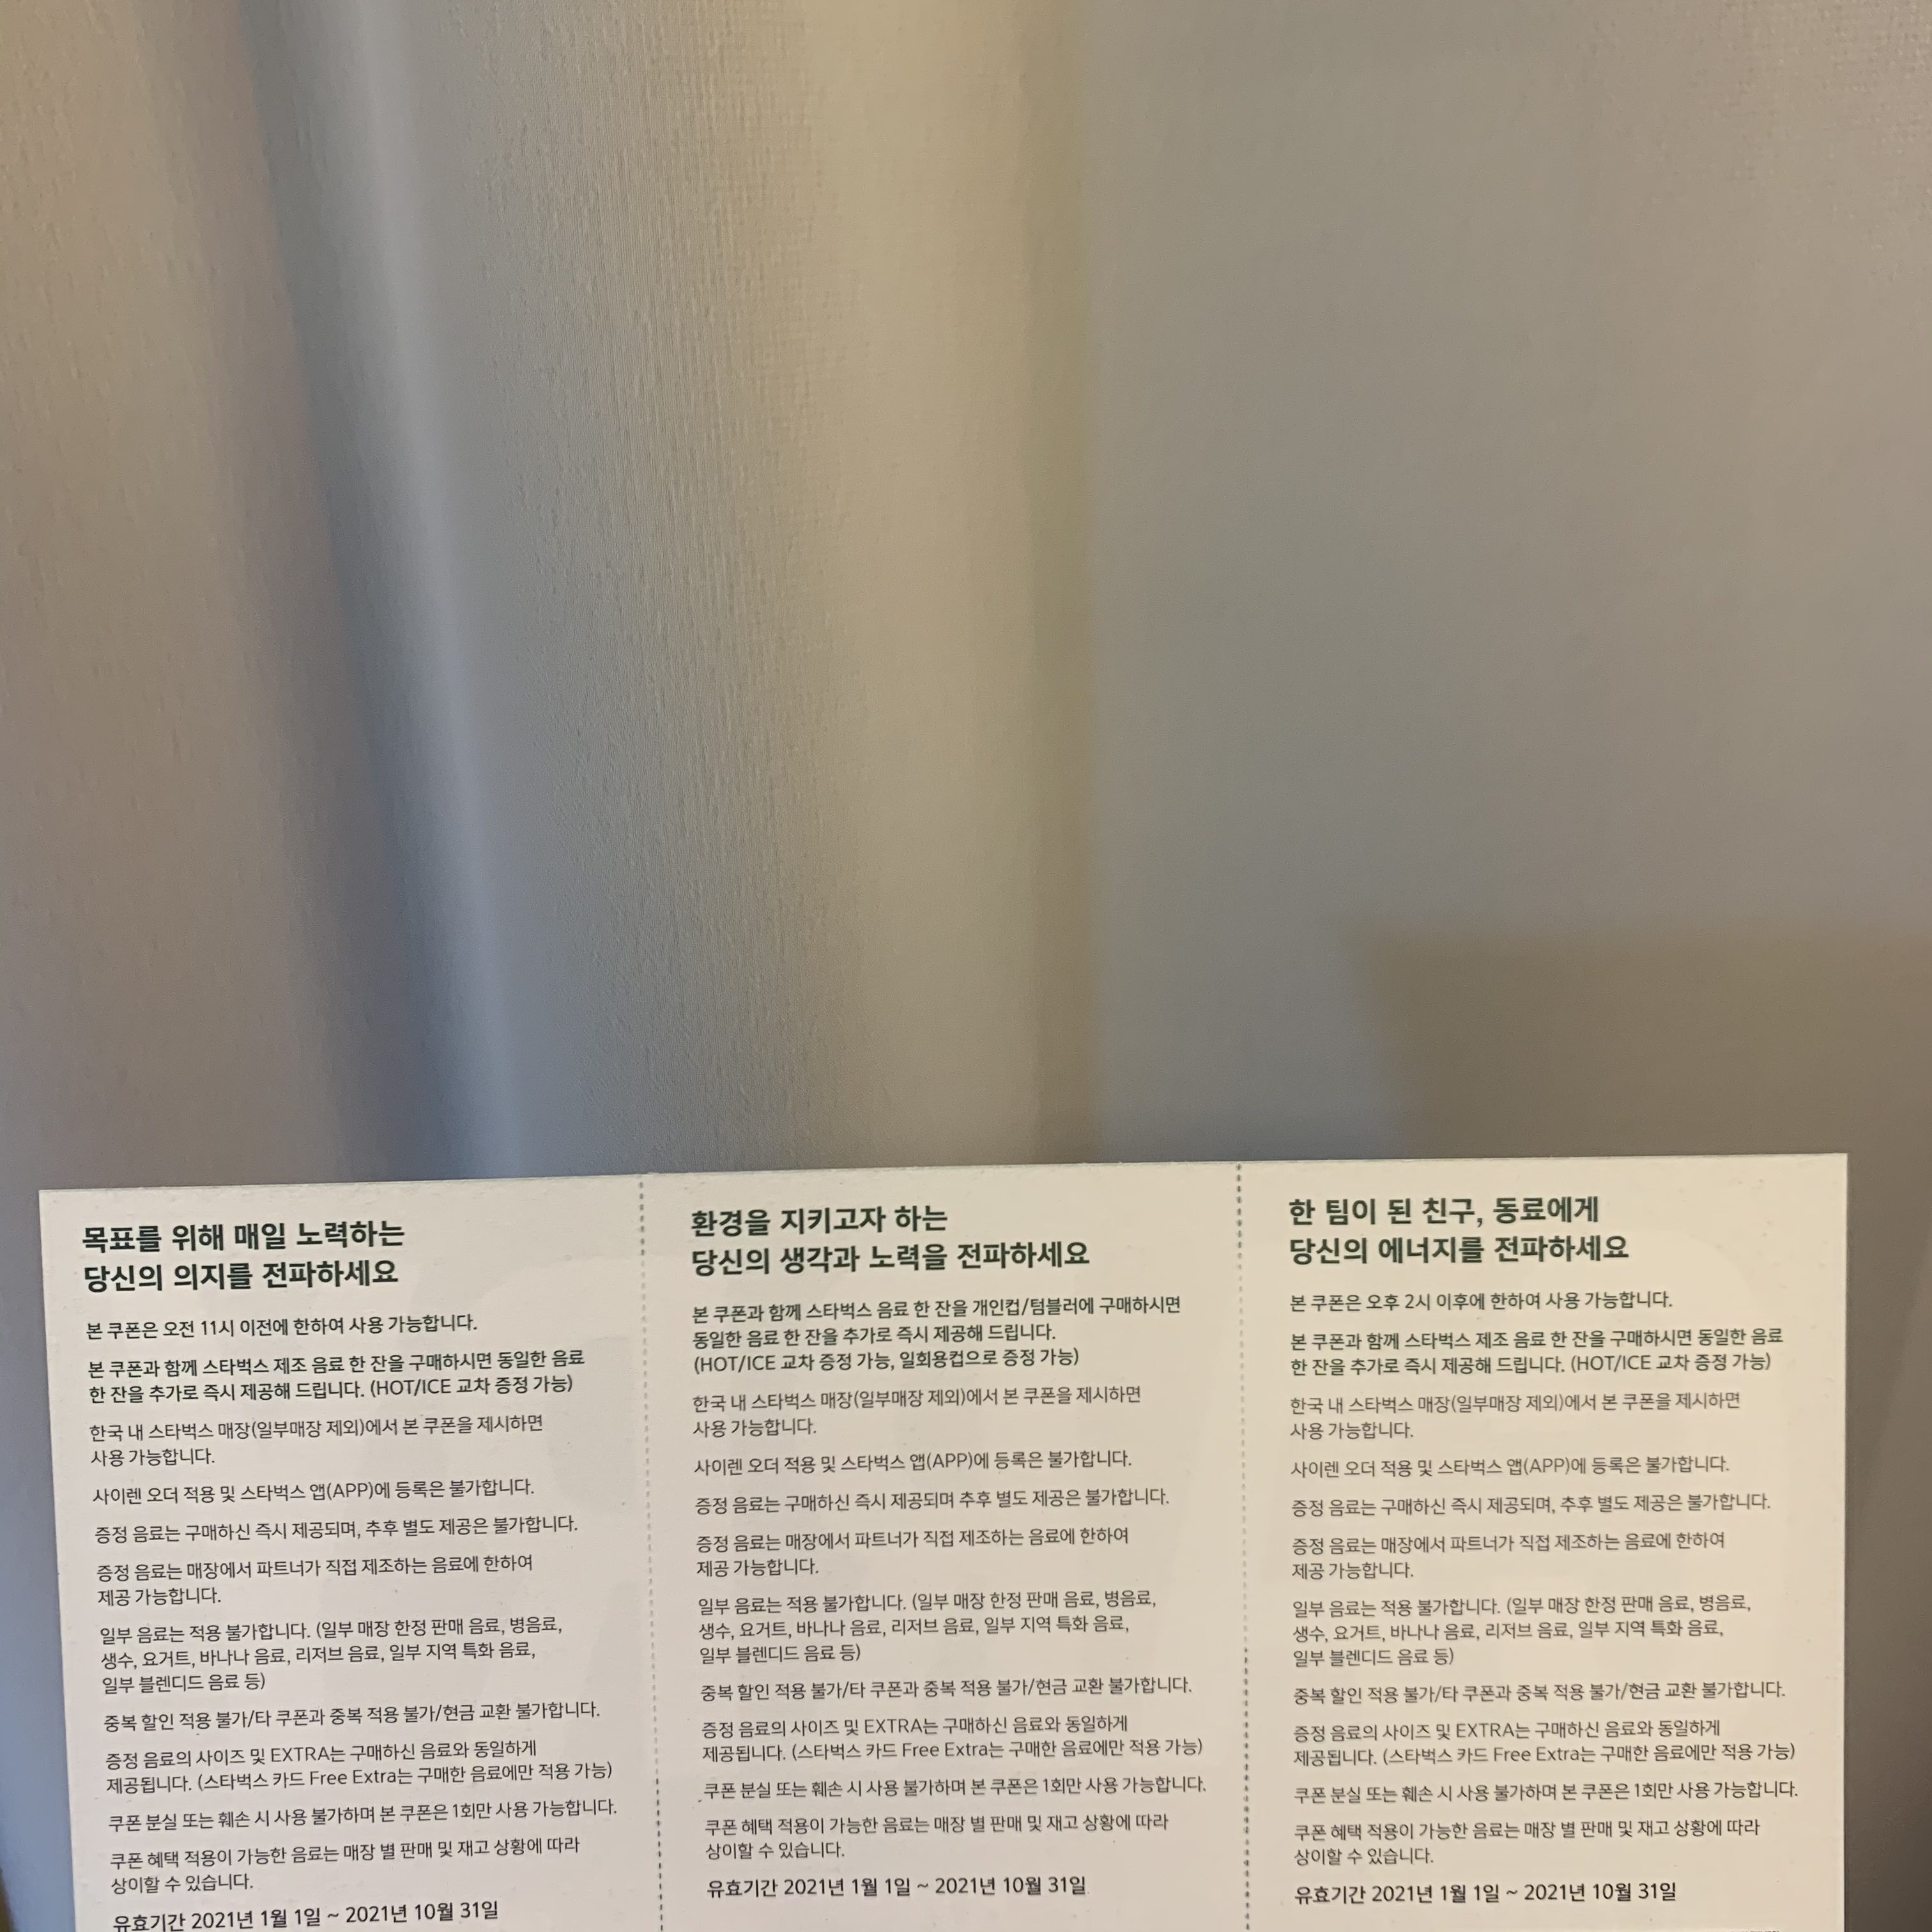 목표를 위해 매일 노력하는
당신의 의지를 전파하세요
본 쿠폰은 오전 11시 이전에 한하여 사용 가능합니다.
본 쿠폰과 함께 스타벅스 제조 음료 한 잔을 구매하시면 동일한 음료
한 잔을 추가로 즉시 제공해 드립니다. (HOT/ICE 교차 증정 가능)
한국 내 스타벅스 매장(일부매장 제외)에서 본 쿠폰을 제시하면
사용 가능합니다.
사이렌 오더 적용 및 스타벅스 앱(APP)에 등록은 불가합니다.
증정 음료는 구매하신 즉시 제공되며, 추후 별도 제공은 불가합니다.
증정 음료는 매장에서 파트너가 직접 제조하는 음료에 한하여
제공 가능합니다.
일부 음료는 적용 불가합니다. (일부 매장 한정 판매 음료, 병음료,
생수, 요거트, 바나나 음료, 리저브 음료, 일부 지역 특화 음료,
일부 블렌디드 음료 등)
중복 할인 적용 불가/타 쿠폰과 중복 적용 불가/현금 교환 불가합니다.
증정 음료의 사이즈 및 EXTRA는 구매하신 음료와 동일하게
제공됩니다. (스타벅스 카드 Free Extra는 구매한 음료에만 적용 가능)
쿠폰 분실 또는 훼손 시 사용 불가하며 본 쿠폰은 1회만 사용 가능합니다.
쿠폰 혜택 적용이 가능한 음료는 매장 별 판매 및 재고 상황에 따라
상이할 수 있습니다.
유효기간 2021년 1월 1일 ~ 2021년 10월 31일
환경을 지키고자 하는
당신의 생각과 노력을 전파하세요
본 쿠폰과 함께 스타벅스 음료 한 잔을 개인컵/텀블러에 구매하시면
동일한 음료 한 잔을 추가로 즉시 제공해 드립니다.
(HOT/ICE 교차 증정 가능, 일회용컵으로 증정 가능)
한국 내 스타벅스 매장(일부매장 제외)에서 본 쿠폰을 제시하면
사용 가능합니다.
사이렌 오더 적용 및 스타벅스 앱(APP)에 등록은 불가합니다.
증정 음료는 구매하신 즉시 제공되며 추후 별도 제공은 불가합니다.
증정 음료는 매장에서 파트너가 직접 제조하는 음료에 한하여
제공 가능합니다.
일부 음료는 적용 불가합니다. (일부 매장 한정 판매 음료, 병음료,
생수, 요거트, 바나나 음료, 리저브 음료, 일부 지역 특화 음료,
일부 블렌디드 음료 등)
중복 할인 적용 불가/타 쿠폰과 중복 적용 불가/현금 교환 불가합니다.
증정 음료의 사이즈 및 EXTRA는 구매하신 음료와 동일하게
제공됩니다. (스타벅스 카드 Free Extra는 구매한 음료에만 적용 가능)
쿠폰 분실 또는 훼손 시 사용 불가하며 본 쿠폰은 1회만 사용 가능합니다.
쿠폰 혜택 적용이 가능한 음료는 매장 별 판매 및 재고 상황에 따라
상이할 수 있습니다.
유효기간 2021년 1월 1일 ~ 2021년 10월 31일
한 팀이 된 친구, 동료에게
당신의 에너지를 전파하세요
본 쿠폰은 오후 2시 이후에 한하여 사용 가능합니다.
본 쿠폰과 함께 스타벅스 제조 음료 한 잔을 구매하시면 동일한 음료
한 잔을 추가로 즉시 제공해 드립니다. (HOT/ICE 교차 증정 가능)
한국 내 스타벅스 매장(일부매장 제외)에서 본 쿠폰을 제시하면
사용 가능합니다.
사이렌 오더 적용 및 스타벅스 앱(APP)에 등록은 불가합니다.
증정 음료는 구매하신 즉시 제공되며, 추후 별도 제공은 불가합니다.
증정 음료는 매장에서 파트너가 직접 제조하는 음료에 한하여
제공 가능합니다.
일부 음료는 적용 불가합니다. (일부 매장 한정 판매 음료, 병음료,
생수, 요거트, 바나나 음료, 리저브 음료, 일부 지역 특화 음료,
일부 블렌디드 음료 등)
중복 할인 적용 불가/타 쿠폰과 중복 적용 불가/현금 교환 불가합니다.
증정 음료의 사이즈 및 EXTRA는 구매하신 음료와 동일하게
제공됩니다. (스타벅스 카드 Free Extra는 구매한 음료에만 적용 가능)
쿠폰 분실 또는 훼손 시 사용 불가하며 본 쿠폰은 1회만 사용 가능합니다.
쿠폰 혜택 적용이 가능한 음료는 매장 별 판매 및 재고 상황에 따라
상이할 수 있습니다.
유효기간 2021년 1월 1일 ~ 2021년 10월 31일